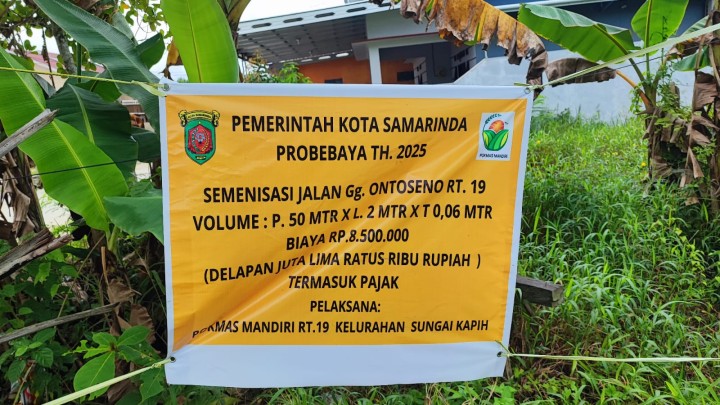 PEMERINTAH KOTA SAMARINDA
PROBEBAYA TH. 2025
POKMAS MANDIRI
SEMENISASI JALAN Gg. ONTOSENO RT. 19
VOLUME : P. 50 MTR X L. 2 MTR X T 0,06 MTR
BIAYA RP.8.500.000
(DELAPAN JUTA LIMA RATUS RIBU RUPIAH )
TERMASUK PAJAK
PELAKSANA:
POKMAS MANDIRI RT.19 KELURAHAN SUNGAI KAPIH